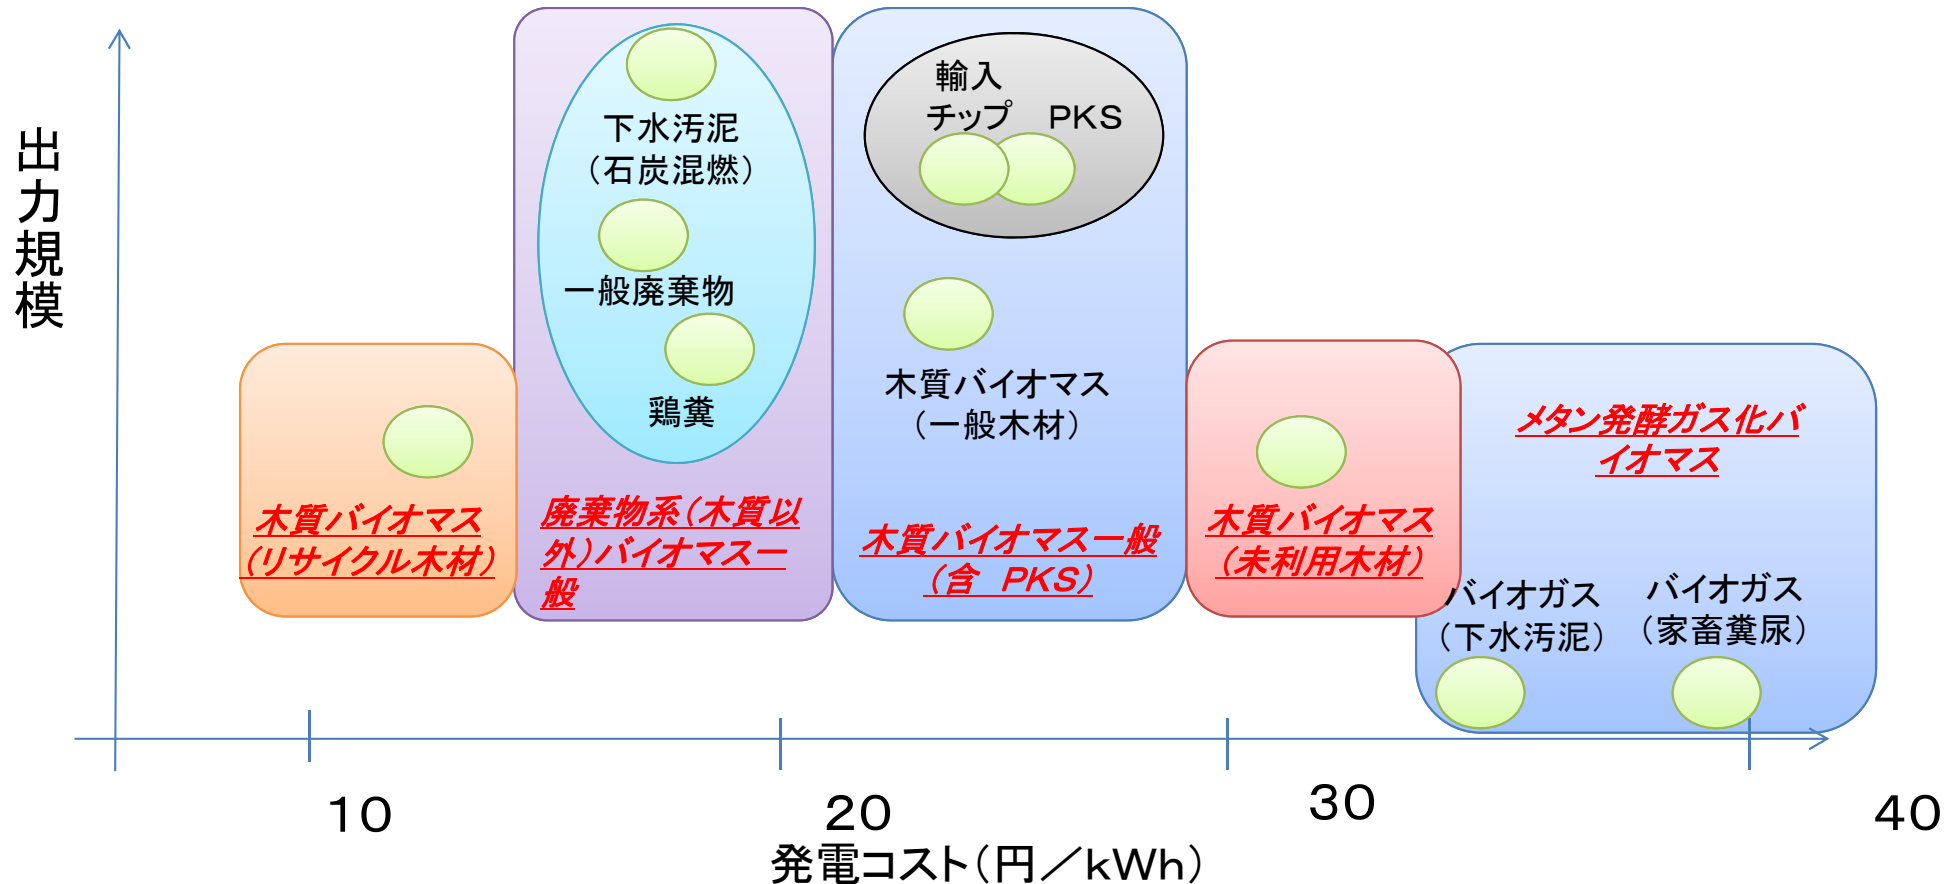 出力規模
下水汚泥
（石炭混燃）
一般廃棄物
鶏糞
輸入
チップ
PKS
木質バイオマス
（一般木材）
木質バイオマス
（リサイクル木材）
廃棄物系（木質以
外）バイオマス一
般
木質バイオマス一般
（含　PKS）
木質バイオマス
（未利用木材）
メタン発酵ガス化バ
イオマス
バイオガス
（下水汚泥）
バイオガス
（家畜糞尿）
10
20
30
40
発電コスト（円／kWh）